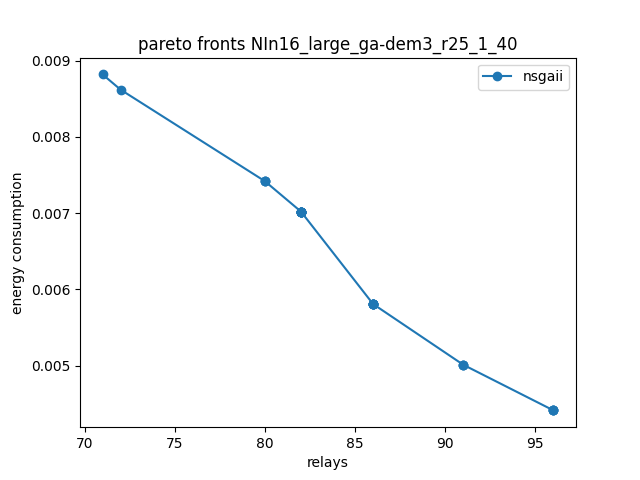 pareto fronts NIn16_large_ga-dem3_r25_1_40
nsgaii
0.009
0.008
0.007
0.006
0.005
energy consumption
70 75 80 85 90 95
relays